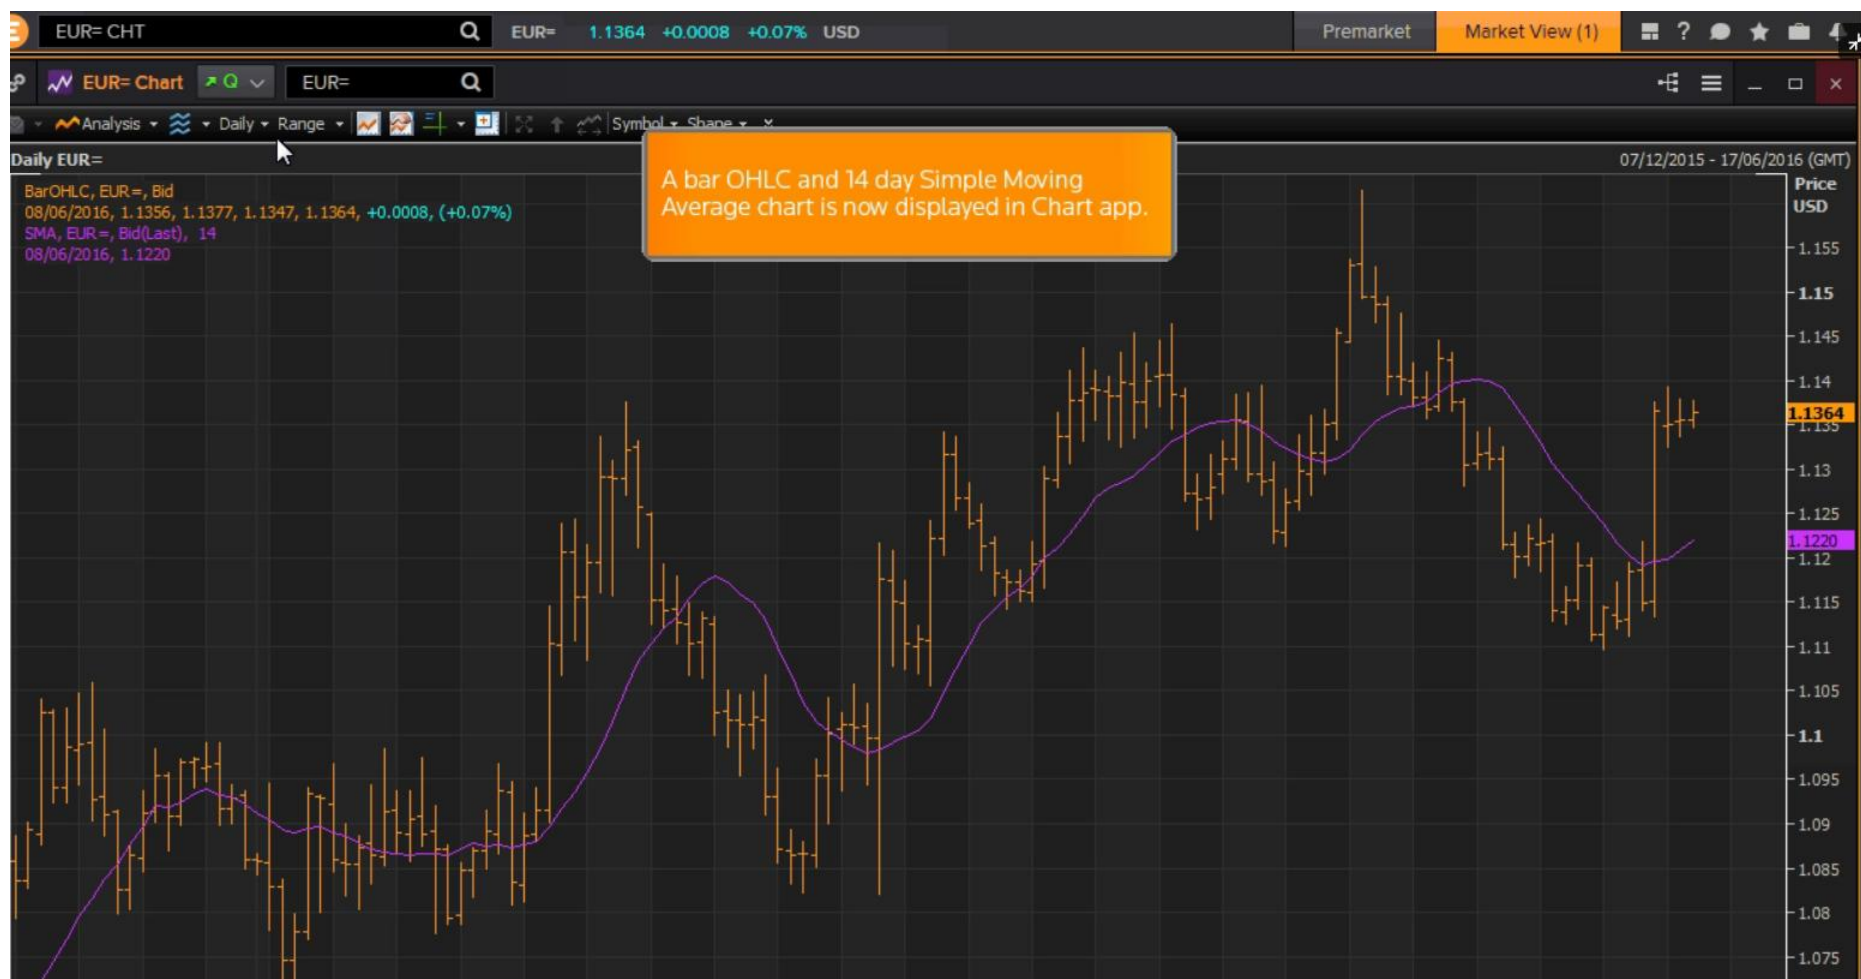 EUR= CHT
EUR= 1.1364 +0.0008 +0.07% USD
Premarket
Market View (1)
?
EUR= Chart
Q
EUR=
Analysis
Daily
Range
Symbol
Shape
Daily EUR=
07/12/2015 - 17/06/2016 (GMT)
BarOHLC, EUR=, Bid
08/06/2016, 1.1356, 1.1377, 1.1347, 1.1364, +0.0008, (+0.07%)
SMA, EUR=, Bid(Last), 14
08/06/2016, 1.1220
A bar OHLC and 14 day Simple Moving
Average chart is now displayed in Chart app.
Price
USD
1.155
1.15
1.145
1.14
1.1364
1.135
1.13
1.125
1.1220
1.12
1.115
1.11
1.105
1.1
1.095
1.09
1.085
1.08
1.075